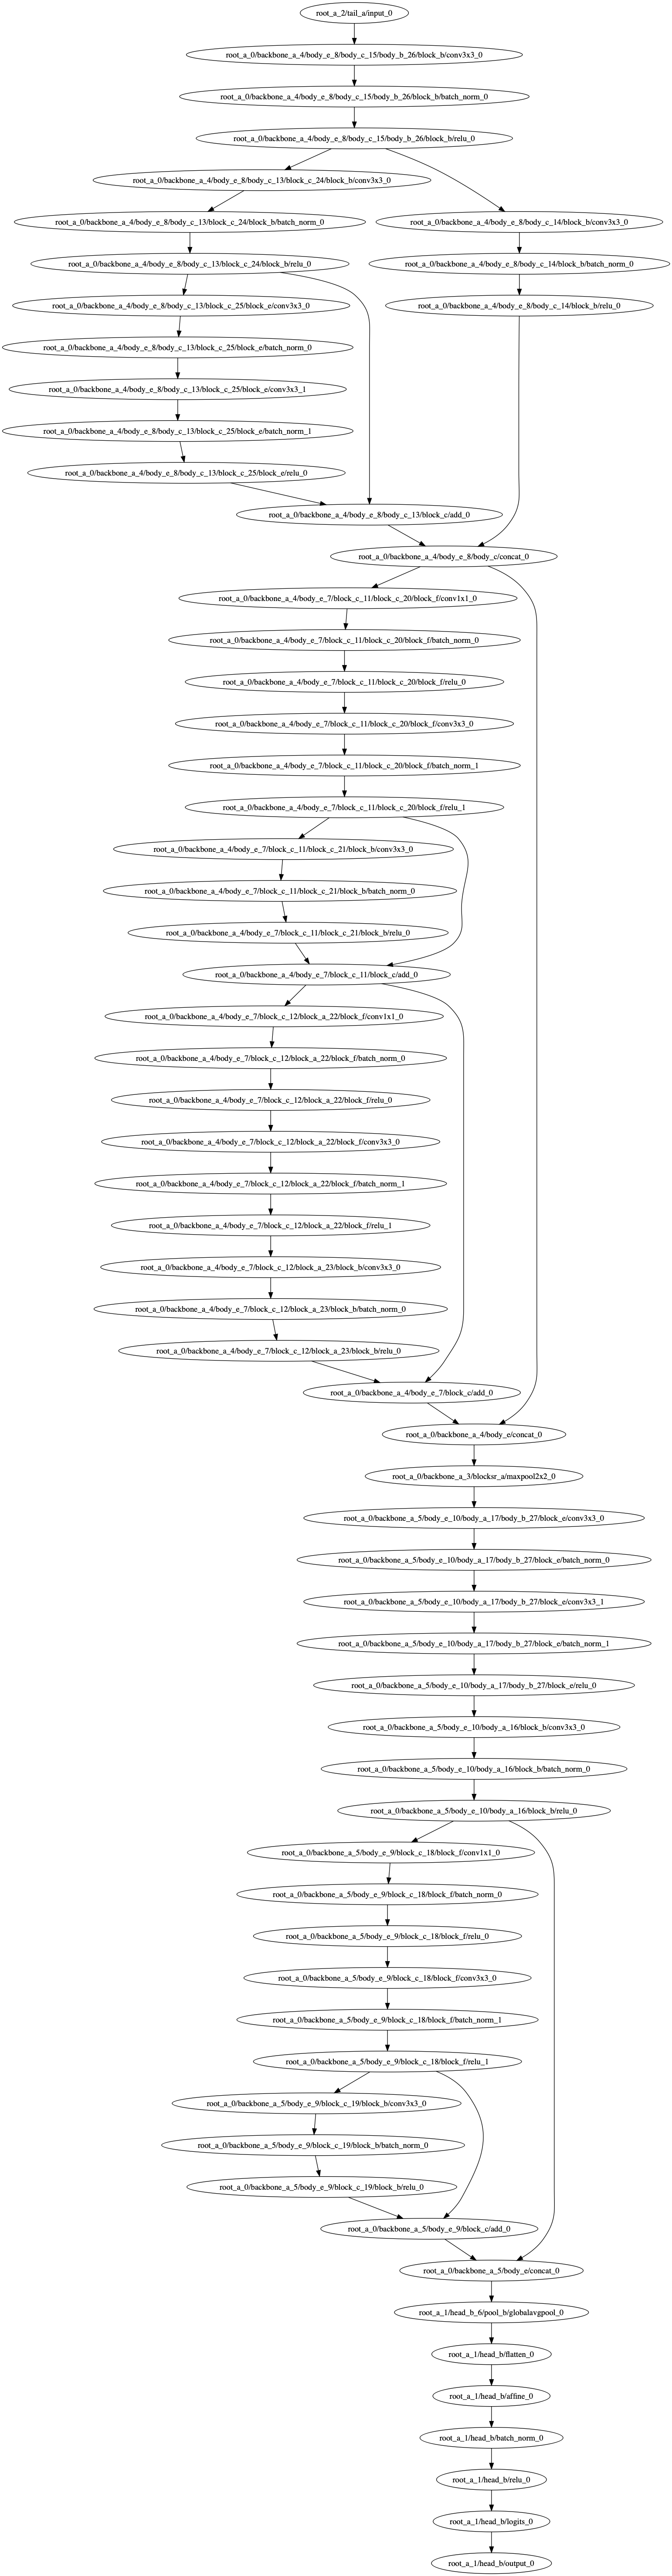 root_a_2/tail_a/input_0
root_a_0/backbone_a_4/body_e_8/body_c_15/body_b_26/block_b/conv3x3_0
root_a_0/backbone_a_4/body_e_8/body_c_15/body_b_26/block_b/batch_norm_0
root_a_0/backbone_a_4/body_e_8/body_c_15/body_b_26/block_b/relu_0
root_a_0/backbone_a_4/body_e_8/body_c_13/block_c_24/block_b/conv3x3_0
root_a_0/backbone_a_4/body_e_8/body_c_13/block_c_24/block_b/batch_norm_0
root_a_0/backbone_a_4/body_e_8/body_c_14/block_b/conv3x3_0
root_a_0/backbone_a_4/body_e_8/body_c_13/block_c_24/block_b/relu_0
root_a_0/backbone_a_4/body_e_8/body_c_14/block_b/batch_norm_0
root_a_0/backbone_a_4/body_e_8/body_c_13/block_c_25/block_e/conv3x3_0
root_a_0/backbone_a_4/body_e_8/body_c_14/block_b/relu_0
root_a_0/backbone_a_4/body_e_8/body_c_13/block_c_25/block_e/batch_norm_0
root_a_0/backbone_a_4/body_e_8/body_c_13/block_c_25/block_e/conv3x3_1
root_a_0/backbone_a_4/body_e_8/body_c_13/block_c_25/block_e/batch_norm_1
root_a_0/backbone_a_4/body_e_8/body_c_13/block_c_25/block_e/relu_0
root_a_0/backbone_a_4/body_e_8/body_c_13/block_c/add_0
root_a_0/backbone_a_4/body_e_8/body_c/concat_0
root_a_0/backbone_a_4/body_e_7/block_c_11/block_c_20/block_f/conv1x1_0
root_a_0/backbone_a_4/body_e_7/block_c_11/block_c_20/block_f/batch_norm_0
root_a_0/backbone_a_4/body_e_7/block_c_11/block_c_20/block_f/relu_0
root_a_0/backbone_a_4/body_e_7/block_c_11/block_c_20/block_f/conv3x3_0
root_a_0/backbone_a_4/body_e_7/block_c_11/block_c_20/block_f/batch_norm_1
root_a_0/backbone_a_4/body_e_7/block_c_11/block_c_20/block_f/relu_1
root_a_0/backbone_a_4/body_e_7/block_c_11/block_c_21/block_b/conv3x3_0
root_a_0/backbone_a_4/body_e_7/block_c_11/block_c_21/block_b/batch_norm_0
root_a_0/backbone_a_4/body_e_7/block_c_11/block_c_21/block_b/relu_0
root_a_0/backbone_a_4/body_e_7/block_c_11/block_c/add_0
root_a_0/backbone_a_4/body_e_7/block_c_12/block_a_22/block_f/conv1x1_0
root_a_0/backbone_a_4/body_e_7/block_c_12/block_a_22/block_f/batch_norm_0
root_a_0/backbone_a_4/body_e_7/block_c_12/block_a_22/block_f/relu_0
root_a_0/backbone_a_4/body_e_7/block_c_12/block_a_22/block_f/conv3x3_0
root_a_0/backbone_a_4/body_e_7/block_c_12/block_a_22/block_f/batch_norm_1
root_a_0/backbone_a_4/body_e_7/block_c_12/block_a_22/block_f/relu_1
root_a_0/backbone_a_4/body_e_7/block_c_12/block_a_23/block_b/conv3x3_0
root_a_0/backbone_a_4/body_e_7/block_c_12/block_a_23/block_b/batch_norm_0
root_a_0/backbone_a_4/body_e_7/block_c_12/block_a_23/block_b/relu_0
root_a_0/backbone_a_4/body_e_7/block_c/add_0
root_a_0/backbone_a_4/body_e/concat_0
root_a_0/backbone_a_3/blocksr_a/maxpool2x2_0
root_a_0/backbone_a_5/body_e_10/body_a_17/body_b_27/block_e/conv3x3_0
root_a_0/backbone_a_5/body_e_10/body_a_17/body_b_27/block_e/batch_norm_0
root_a_0/backbone_a_5/body_e_10/body_a_17/body_b_27/block_e/conv3x3_1
root_a_0/backbone_a_5/body_e_10/body_a_17/body_b_27/block_e/batch_norm_1
root_a_0/backbone_a_5/body_e_10/body_a_17/body_b_27/block_e/relu_0
root_a_0/backbone_a_5/body_e_10/body_a_16/block_b/conv3x3_0
root_a_0/backbone_a_5/body_e_10/body_a_16/block_b/batch_norm_0
root_a_0/backbone_a_5/body_e_10/body_a_16/block_b/relu_0
root_a_0/backbone_a_5/body_e_9/block_c_18/block_f/conv1x1_0
root_a_0/backbone_a_5/body_e_9/block_c_18/block_f/batch_norm_0
root_a_0/backbone_a_5/body_e_9/block_c_18/block_f/relu_0
root_a_0/backbone_a_5/body_e_9/block_c_18/block_f/conv3x3_0
root_a_0/backbone_a_5/body_e_9/block_c_18/block_f/batch_norm_1
root_a_0/backbone_a_5/body_e_9/block_c_18/block_f/relu_1
root_a_0/backbone_a_5/body_e_9/block_c_19/block_b/conv3x3_0
root_a_0/backbone_a_5/body_e_9/block_c_19/block_b/batch_norm_0
root_a_0/backbone_a_5/body_e_9/block_c_19/block_b/relu_0
root_a_0/backbone_a_5/body_e_9/block_c/add_0
root_a_0/backbone_a_5/body_e/concat_0
root_a_1/head_b_6/pool_b/globalavgpool_0
root_a_1/head_b/flatten_0
root_a_1/head_b/affine_0
root_a_1/head_b/batch_norm_0
root_a_1/head_b/relu_0
root_a_1/head_b/logits_0
root_a_1/head_b/output_0